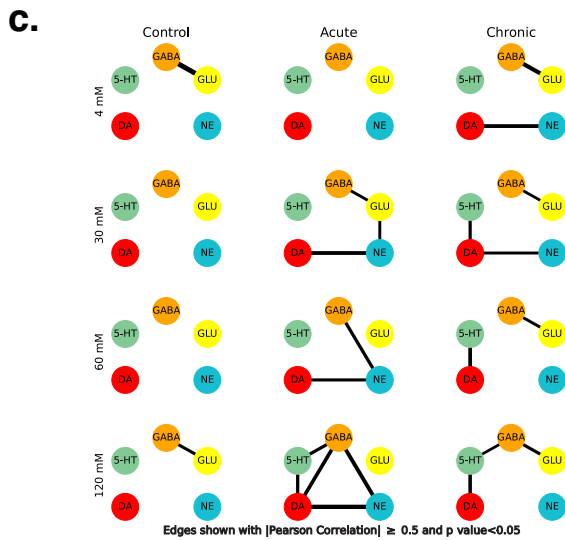 c.
Control Acute Chronic
4 mM
GABA GABA GABA
5-HT GLU 5-HT GLU 5-HT GLU
DA NE DA NE DA NE
30 mM
GABA GABA GABA
5-HT GLU 5-HT GLU 5-HT GLU
DA NE DA NE DA NE
60 mM
GABA GABA GABA
5-HT GLU 5-HT GLU 5-HT GLU
DA NE DA NE DA NE
120 mM
GABA GABA GABA
5-HT GLU 5-HT GLU 5-HT GLU
DA NE DA NE DA NE
Edges shown with |Pearson Correlation| ≥ 0.5 and p value<0.05